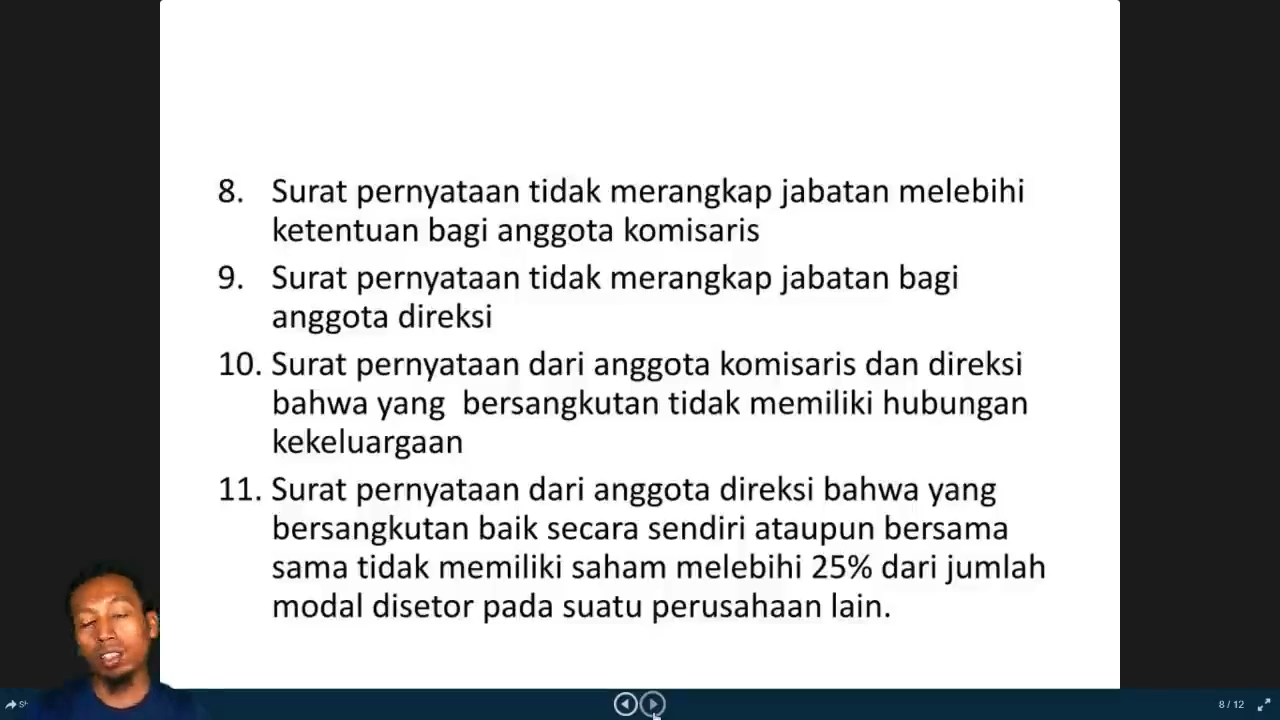 8. Surat pernyataan tidak merangkap jabatan melebihi
ketentuan bagi anggota komisaris
9. Surat pernyataan tidak merangkap jabatan bagi
anggota direksi
10. Surat pernyataan dari anggota komisaris dan direksi
bahwa yang bersangkutan tidak memiliki hubungan
kekeluargaan
11. Surat pernyataan dari anggota direksi bahwa yang
bersangkutan baik secara sendiri ataupun bersama
sama tidak memiliki saham melebihi 25% dari jumlah
modal disetor pada suatu perusahaan lain.
8 / 12